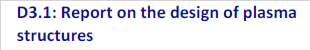 D3.1: Report on the design of plasma
structures